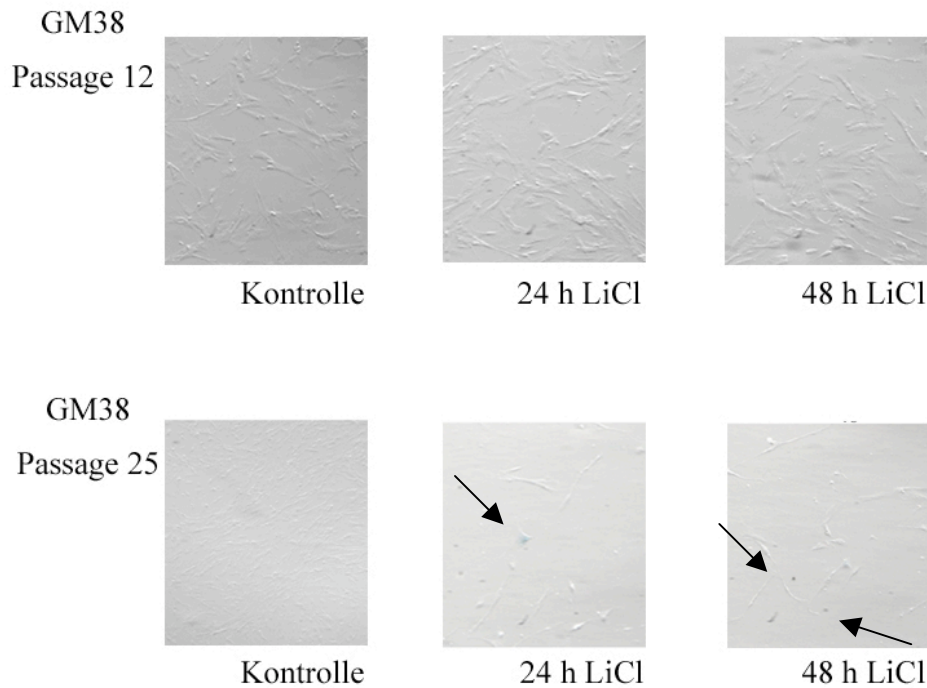 GM38
Passage 12
Kontrolle 24 h LiCl 48 h LiCl
GM38
Passage 25
Kontrolle 24 h LiCl 48 h LiCl